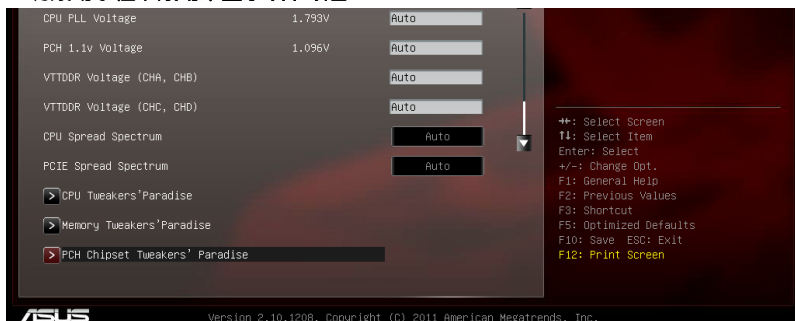 CPU PLL Voltage 1.793V Auto
PCH 1.1v Voltage 1.096V Auto
VTTDDR Voltage (CHA, CHB) Auto
VTTDDR Voltage (CHC, CHD) Auto
CPU Spread Spectrum Auto
PCIE Spread Spectrum Auto
> CPU Tweakers'Paradise
> Memory Tweakers'Paradise
> PCH Chipset Tweakers' Paradise
→←: Select Screen
↑↓: Select Item
Enter: Select
+/-: Change Opt.
F1: General Help
F2: Previous Values
F3: Shortcut
F5: Optimized Defaults
F10: Save ESC: Exit
F12: Print Screen
ASUS
Version 2.10.1208. Copyright (C) 2011 American Megatrends, Inc.